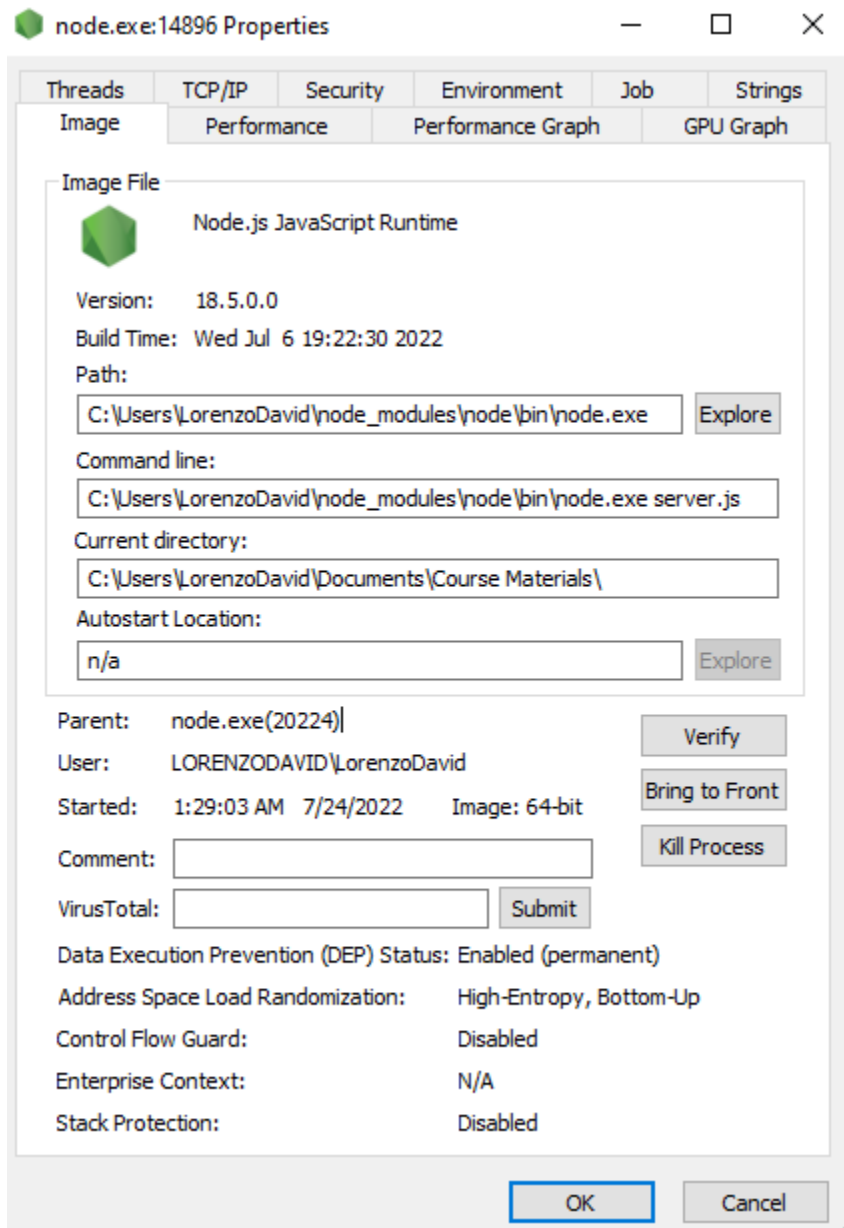 node.exe:14896 Properties
Threads TCP/IP Security Environment Job Strings
Image Performance Performance Graph GPU Graph
Image File
Node.js JavaScript Runtime
Version: 18.5.0.0
Build Time: Wed Jul 6 19:22:30 2022
Path:
C:\Users\LorenzoDavid\node_modules\node\bin\node.exe Explore
Command line:
C:\Users\LorenzoDavid\node_modules\node\bin\node.exe server.js
Current directory:
C:\Users\LorenzoDavid\Documents\Course Materials\
Autostart Location:
n/a Explore
Parent: node.exe(20224)
Verify
User: LORENZODAVID\LorenzoDavid
Bring to Front
Started: 1:29:03 AM 7/24/2022 Image: 64-bit
Kill Process
Comment:
VirusTotal: Submit
Data Execution Prevention (DEP) Status: Enabled (permanent)
Address Space Load Randomization: High-Entropy, Bottom-Up
Control Flow Guard: Disabled
Enterprise Context: N/A
Stack Protection: Disabled
OK Cancel